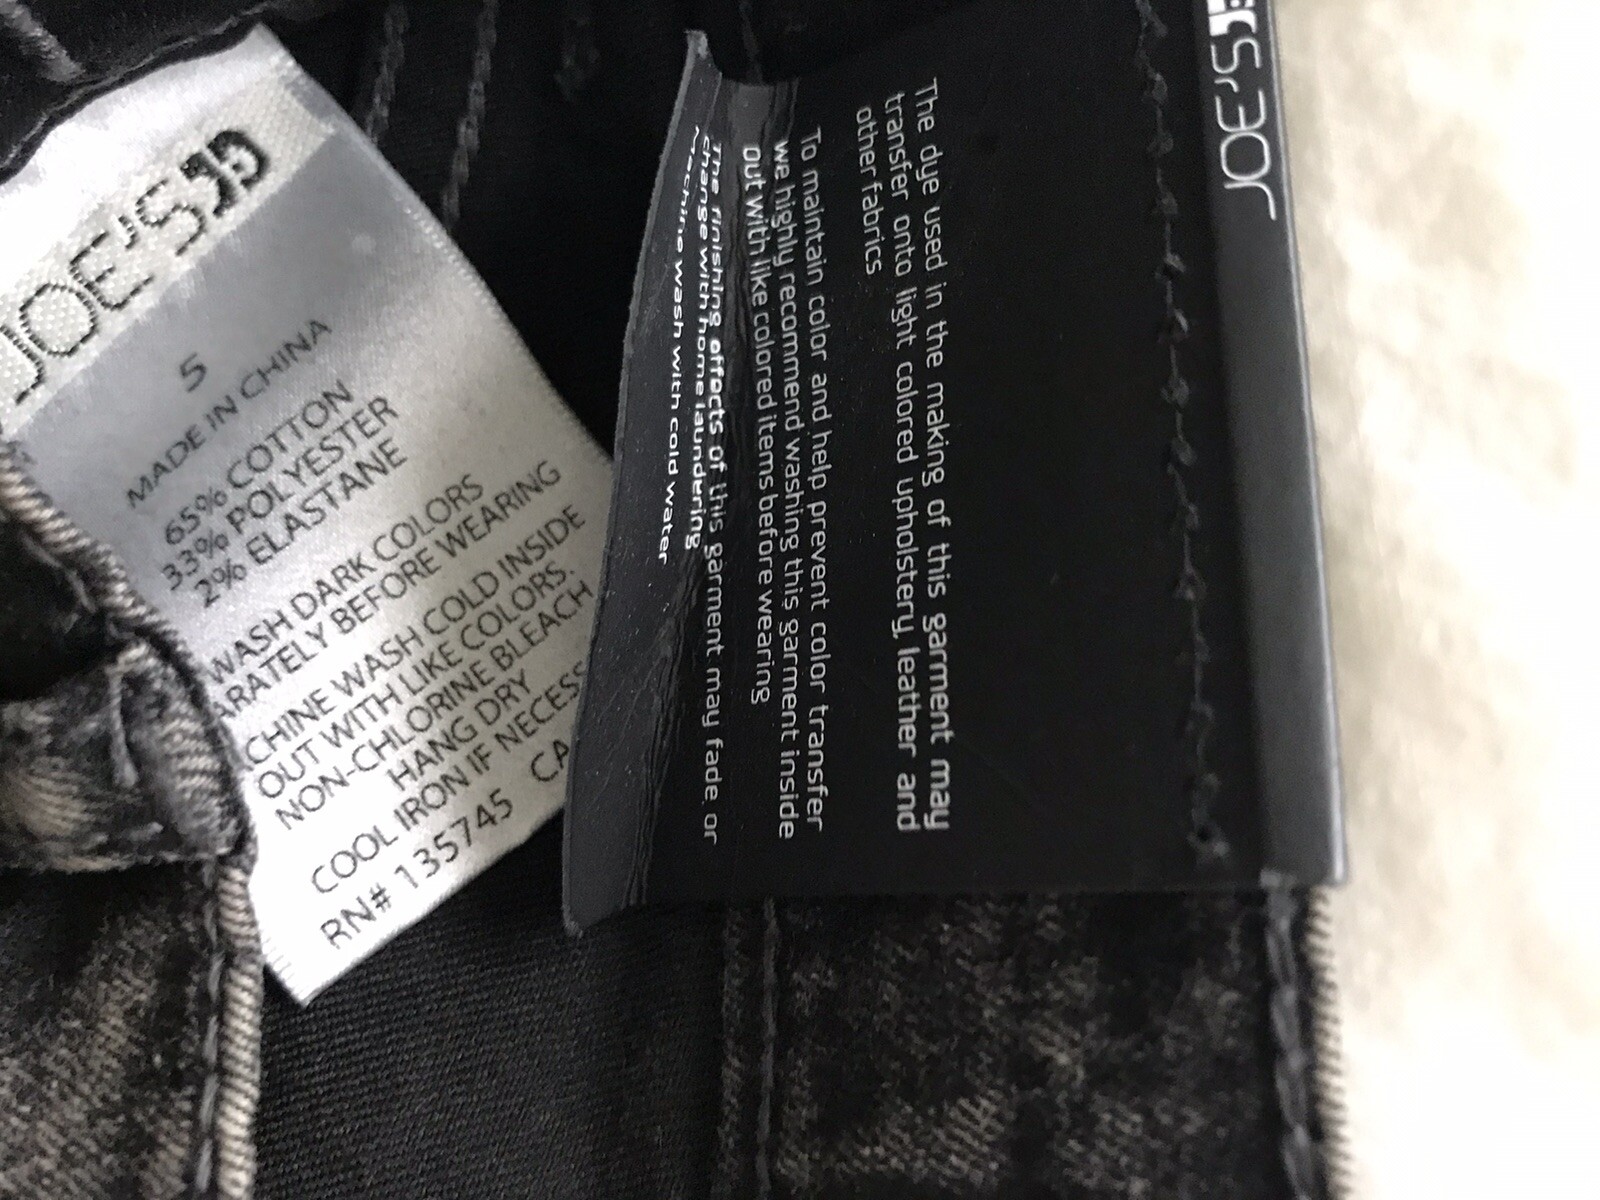 JOE'S
5
MADE IN CHINA
65% COTTON
33% POLYESTER
2% ELASTANE
WASH DARK COLORS
ARATELY BEFORE WEARING
CHINE WASH COLD INSIDE
OUT WITH LIKE COLORS.
NON-CHLORINE BLEACH
HANG DRY
COOL IRON IF NECESS
RN# 135745 CA
The dye used in the making of this garment may
transfer onto light colored upholstery, leather and
other fabrics
To maintain color and help prevent color transfer
we highly recommend washing this garment inside
out with like colored items before wearing
The finishing effects of this garment may fade or
change with home laundering
Machine wash with cold water
JOE'S